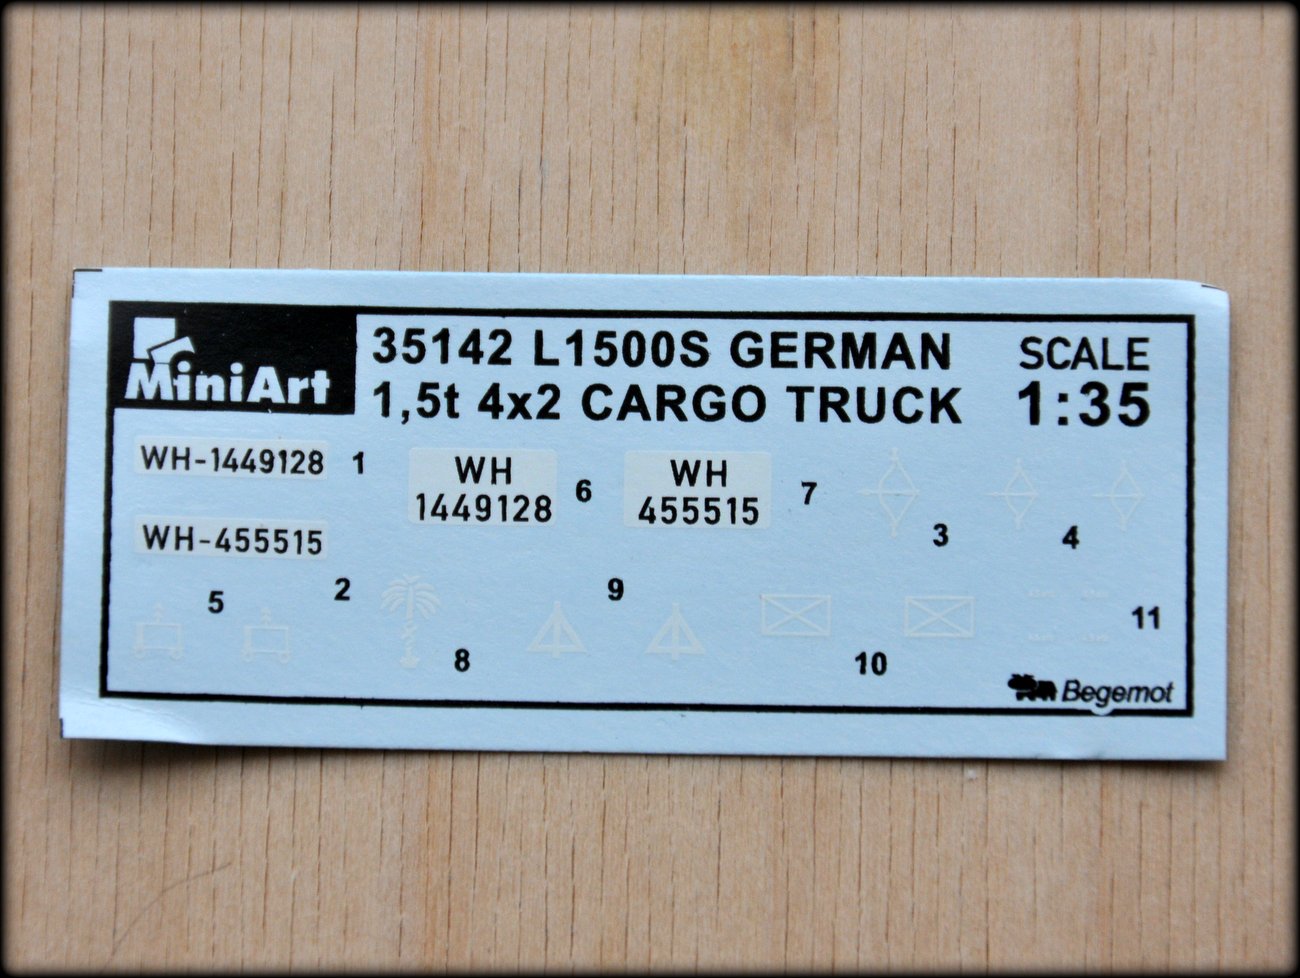 MiniArt
35142 L1500S GERMAN
1,5t 4x2 CARGO TRUCK
SCALE
1:35
WH-1449128 1
WH
1449128
6
WH
455515
7
3
4
WH-455515
2
5
8
9
10
11
Begemot